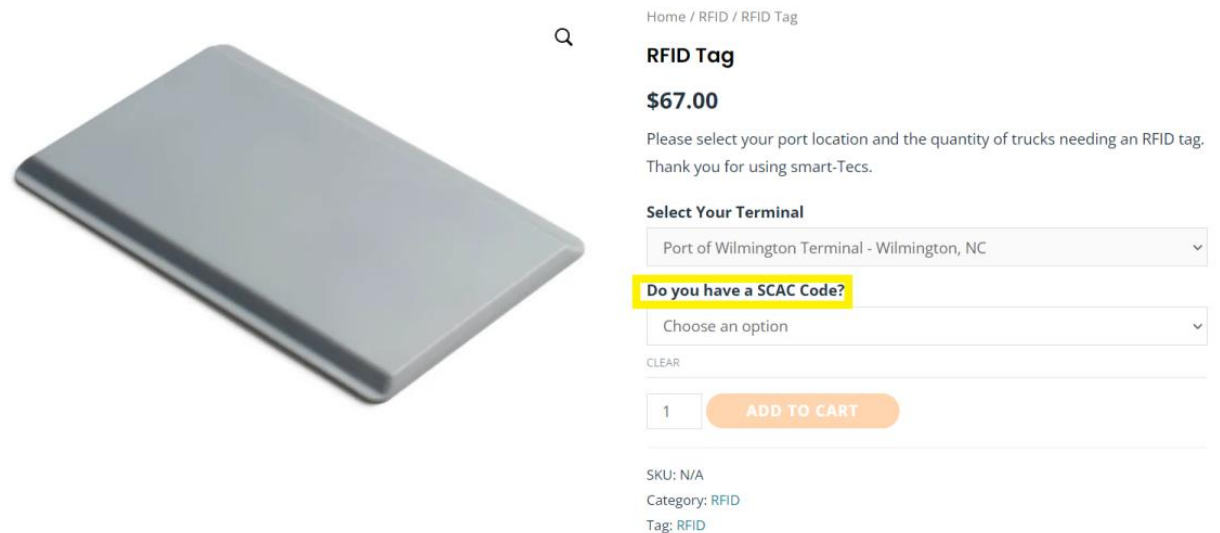 Home / RFID / RFID Tag
RFID Tag
$67.00
Please select your port location and the quantity of trucks needing an RFID tag.
Thank you for using smart-Tecs.
Select Your Terminal
Port of Wilmington Terminal - Wilmington, NC
Do you have a SCAC Code?
Choose an option
CLEAR
1 ADD TO CART
SKU: N/A
Category: RFID
Tag: RFID